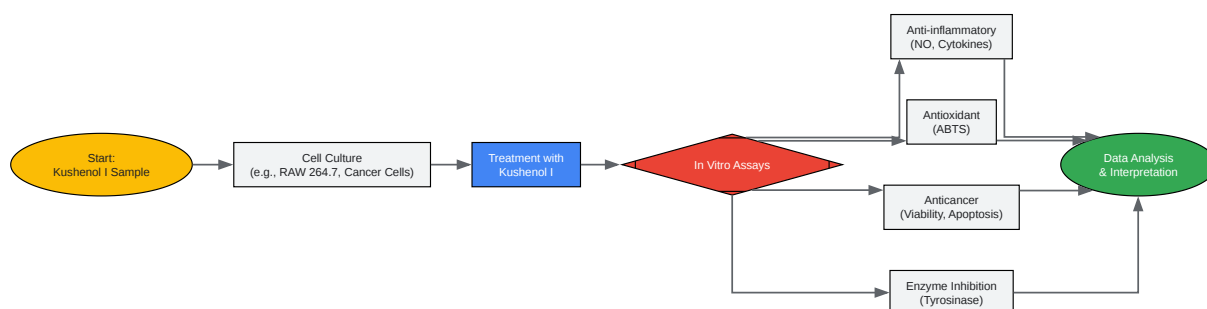 Start:
Kushenol I Sample
Cell Culture
(e.g., RAW 264.7, Cancer Cells)
Treatment with
Kushenol I
In Vitro Assays
Anti-inflammatory
(NO, Cytokines)
Antioxidant
(ABTS)
Anticancer
(Viability, Apoptosis)
Enzyme Inhibition
(Tyrosinase)
Data Analysis
& Interpretation